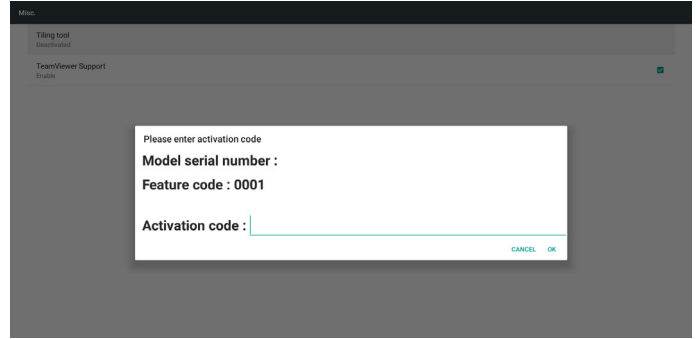 Misc.
Tiling tool
Deactivated
TeamViewer Support
Enable
Please enter activation code
Model serial number :
Feature code : 0001
Activation code :
CANCEL OK